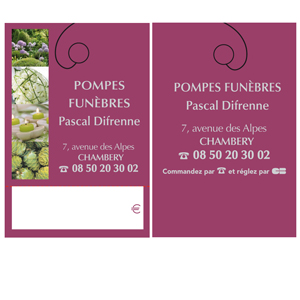 POMPES
FUNÈBRES
Pascal Difrenne
7, avenue des Alpes
CHAMBERY
☎ 08 50 20 30 02
€
POMPES FUNÈBRES
Pascal Difrenne
7, avenue des Alpes
CHAMBERY
☎ 08 50 20 30 02
Commandez par ☎ et réglez par